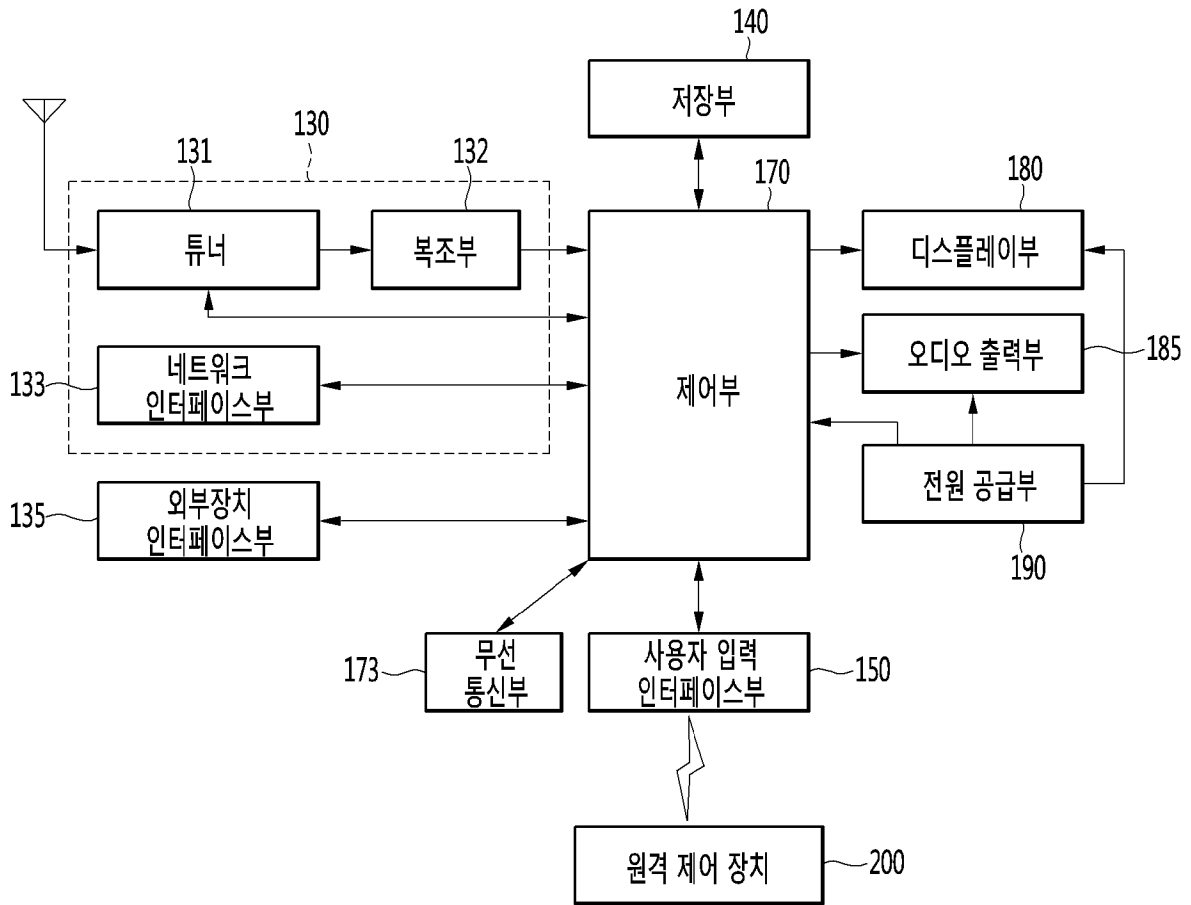 140
저장부
130
131
132
170
180
튜너
복조부
디스플레이부
오디오 출력부
185
133
네트워크
인터페이스부
제어부
전원 공급부
190
135
외부장치
인터페이스부
173
무선
통신부
사용자 입력
인터페이스부
150
원격 제어 장치
200